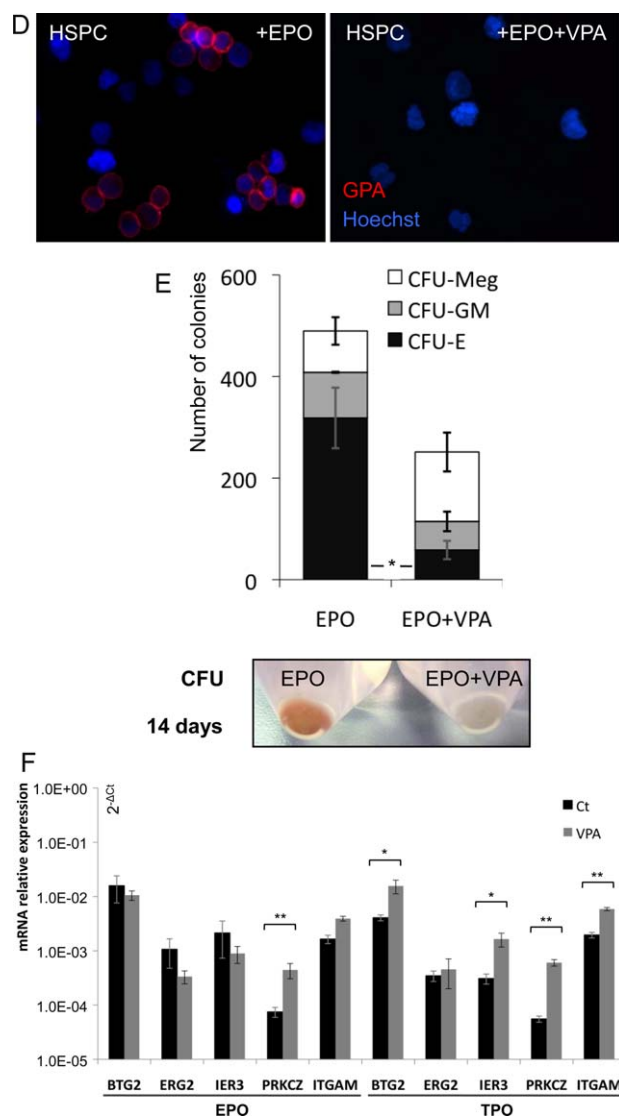 D
HSPC +EPO
HSPC +EPO+VPA
GPA
Hoechst
E
Number of colonies
600
400
200
0
CFU-Meg
CFU-GM
CFU-E
*
EPO EPO+VPA
CFU
14 days
EPO EPO+VPA
F
mRNA relative expression
2-ΔCt
1.0E+00
1.0E-01
1.0E-02
1.0E-03
1.0E-04
1.0E-05
Ct
VPA
** * * ** **
BTG2 ERG2 IER3 PRKCZ ITGAM BTG2 ERG2 IER3 PRKCZ ITGAM
EPO TPO